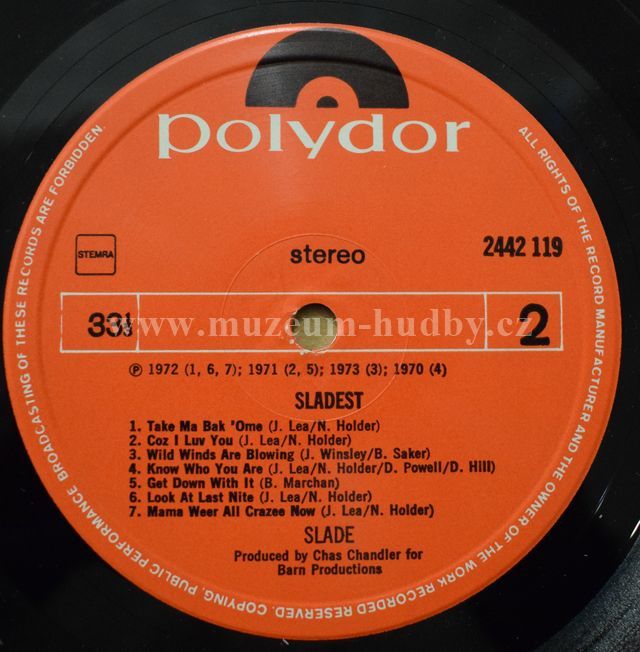 polydor
STEMRA
stereo
2442 119
33⅓
2
www.muzeum-hudby.cz
℗ 1972 (1, 6, 7); 1971 (2, 5); 1973 (3); 1970 (4)
SLADEST
1. Take Ma Bak 'Ome (J. Lea/N. Holder)
2. Coz I Luv You (J. Lea/N. Holder)
3. Wild Winds Are Blowing (J. Winsley/B. Saker)
4. Know Who You Are (J. Lea/N. Holder/D. Powell/D. Hill)
5. Get Down With It (B. Marchan)
6. Look At Last Nite (J. Lea/N. Holder)
7. Mama Weer All Crazee Now (J. Lea/N. Holder)
SLADE
Produced by Chas Chandler for
Barn Productions
ALL RIGHTS OF THE RECORD MANUFACTURER AND THE OWNER OF THE WORK RECORDED RESERVED. COPYING, PUBLIC PERFORMANCE, BROADCASTING OF THESE RECORDS ARE FORBIDDEN.